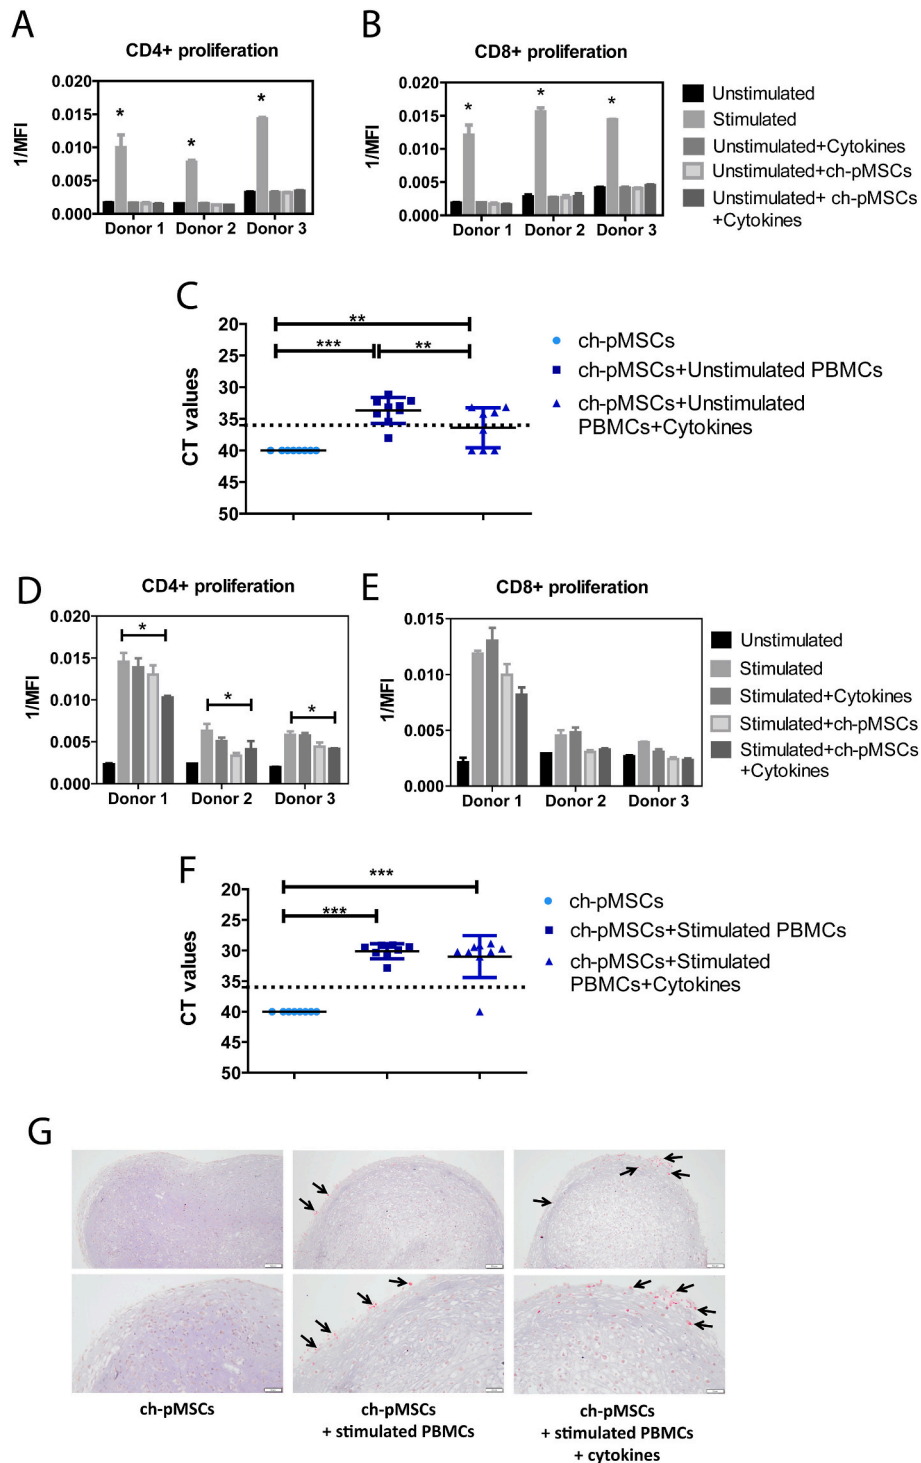 A
B
CD4+ proliferation
CD8+ proliferation
0.020
0.015
0.010
0.005
0.000
1/MFI
*
*
*
Donor 1
Donor 2
Donor 3
0.020
0.015
0.010
0.005
0.000
1/MFI
*
*
*
Donor 1
Donor 2
Donor 3
Unstimulated
Stimulated
Unstimulated+Cytokines
Unstimulated+ch-pMSCs
Unstimulated+ ch-pMSCs
+Cytokines
C
20
25
30
35
40
45
50
CT values
**
***
**
ch-pMSCs
ch-pMSCs+Unstimulated PBMCs
ch-pMSCs+Unstimulated
PBMCs+Cytokines
D
E
CD4+ proliferation
CD8+ proliferation
0.020
0.015
0.010
0.005
0.000
1/MFI
*
*
*
Donor 1
Donor 2
Donor 3
0.015
0.010
0.005
0.000
1/MFI
Donor 1
Donor 2
Donor 3
Unstimulated
Stimulated
Stimulated+Cytokines
Stimulated+ch-pMSCs
Stimulated+ch-pMSCs
+Cytokines
F
20
25
30
35
40
45
50
CT values
***
***
ch-pMSCs
ch-pMSCs+Stimulated PBMCs
ch-pMSCs+Stimulated
PBMCs+Cytokines
G
ch-pMSCs
ch-pMSCs
+ stimulated PBMCs
ch-pMSCs
+ stimulated PBMCs
+ cytokines